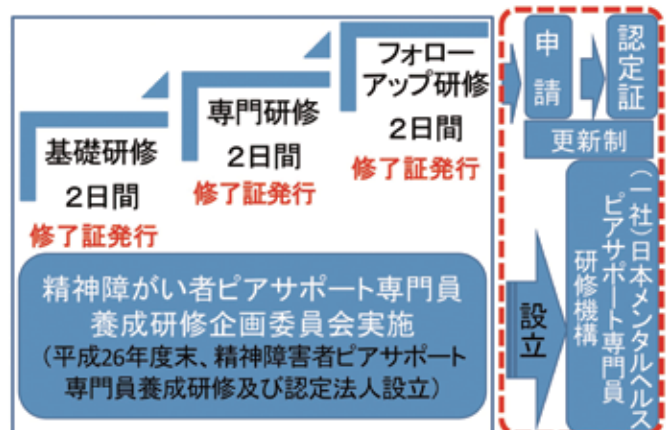 基礎研修
2日間
修了証発行
専門研修
2日間
修了証発行
フォロー
アップ研修
2日間
修了証発行
精神障がい者ピアサポート専門員
養成研修企画委員会実施
（平成26年度末、精神障害者ピアサポート
専門員養成研修及び認定法人設立）
申請
認定証
更新制
設立
（一社）日本メンタルヘルス
ピアサポート専門員
研修機構